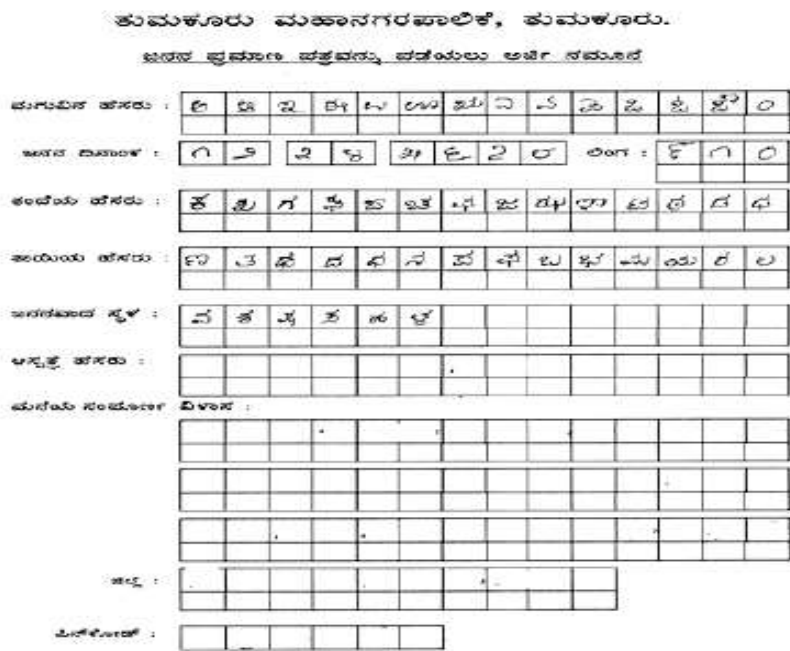 ತುಮಕೂರು ಮಹಾನಗರಪಾಲಿಕೆ, ತುಮಕೂರು.
ಜನನ ಪ್ರಮಾಣ ಪತ್ರವನ್ನು ಪಡೆಯಲು ಅರ್ಜಿ ನಮೂನೆ
ಮಗುವಿನ ಹೆಸರು : ಅ ಆ ಇ ಈ ಉ ಊ ಋ ಎ ಏ ಐ ಒ ಓ ಔ ೦
ಜನನ ದಿನಾಂಕ : ೧ ೨ ೩ ೪ ೫ ೬ ೭ ೮ ಲಿಂಗ : ೯ ೧ ೦
ತಂದೆಯ ಹೆಸರು : ಕ ಖ ಗ ಘ ಙ ಚ ಛ ಜ ಝ ಞ ಟ ಠ ಡ ಢ
ತಾಯಿಯ ಹೆಸರು : ಣ ತ ಥ ದ ಧ ನ ಪ ಫ ಬ ಭ ಮ ಯ ರ ಲ
ಜನನವಾದ ಸ್ಥಳ : ವ ಶ ಷ ಸ ಹ ಳ
ಆಸ್ಪತ್ರೆ ಹೆಸರು :
ಮನೆಯ ಸಂಪೂರ್ಣ ವಿಳಾಸ :
ಜಿಲ್ಲೆ :
ಪಿನ್‌ಕೋಡ್ :